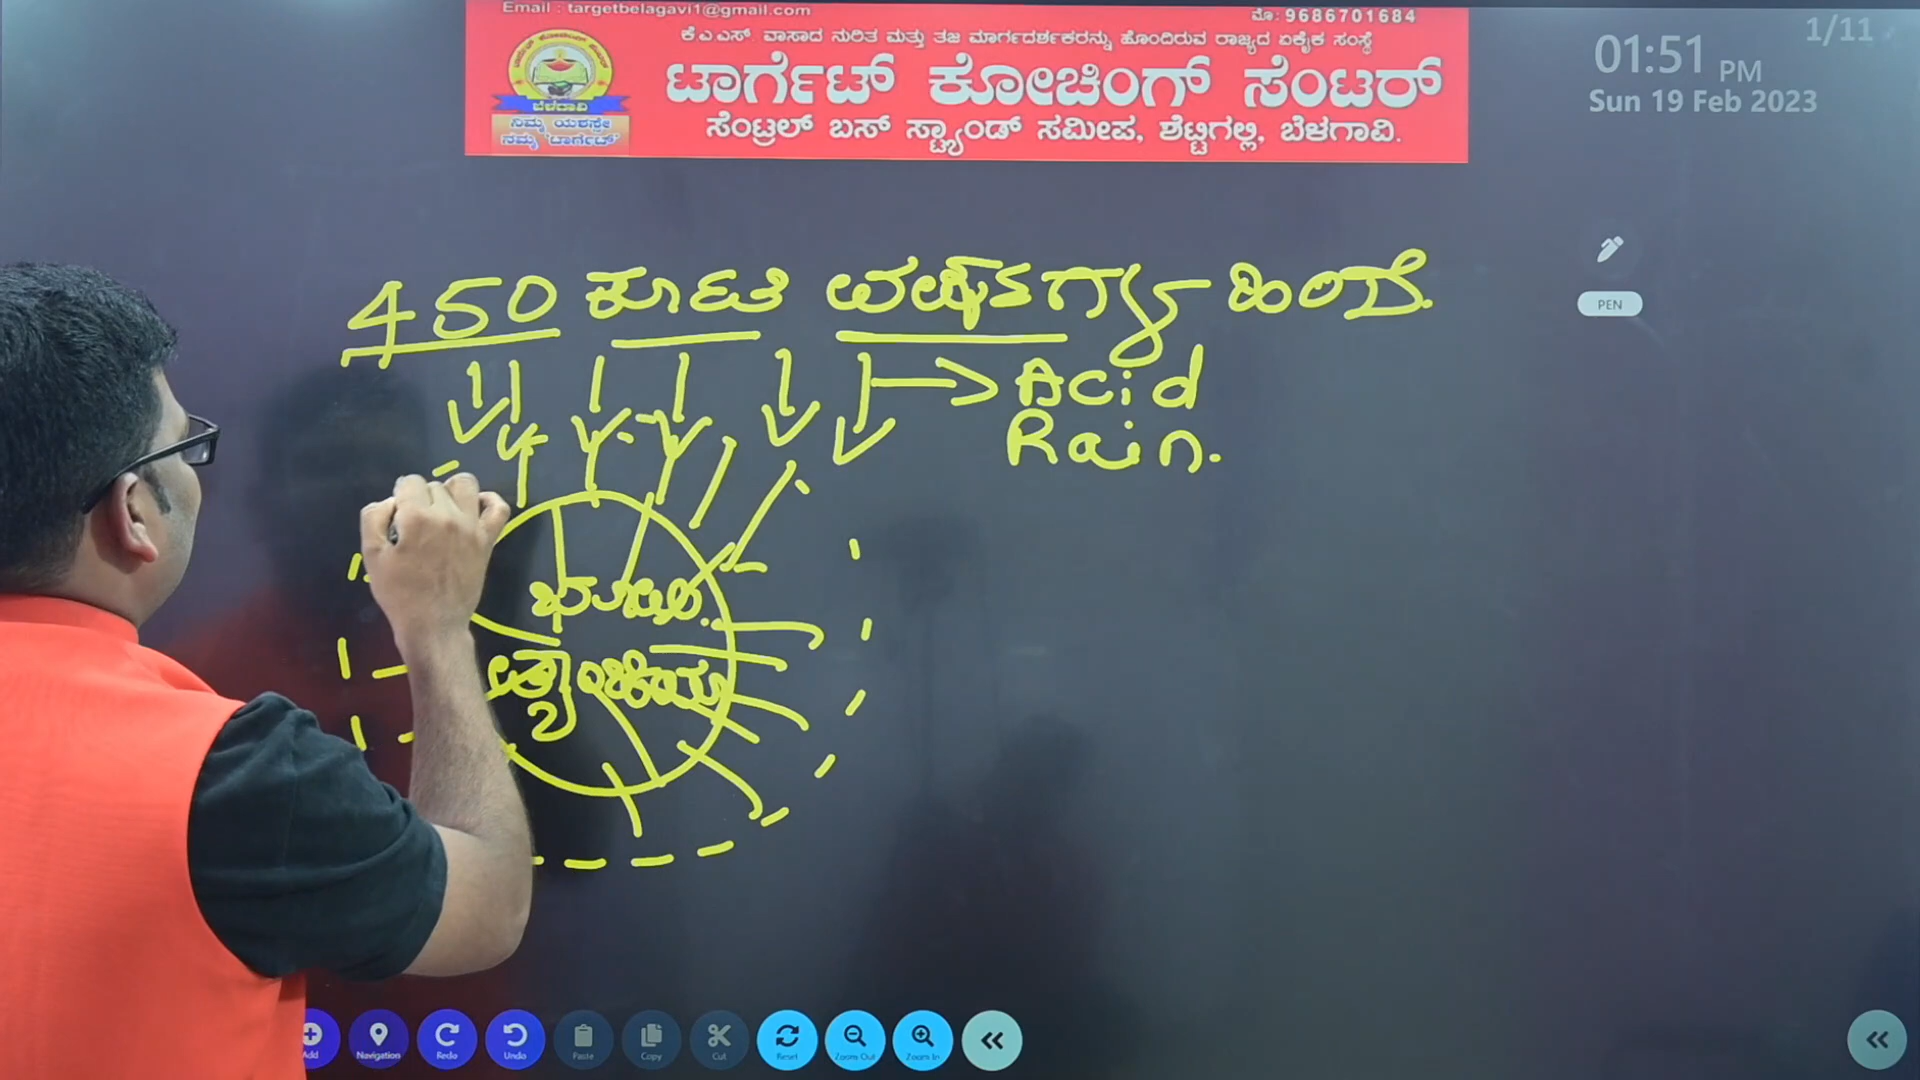 Email : targetbelagavi1@gmail.com
ಮೊ: 9686701684
1/11
ಕೆ ಎ ಎಸ್. ವಾಸಾದ ನುರಿತ ಮತ್ತು ತಜ್ಞ ಮಾರ್ಗದರ್ಶಕರನ್ನು ಹೊಂದಿರುವ ರಾಜ್ಯದ ಏಕೈಕ ಸಂಸ್ಥೆ
ಟಾರ್ಗೆಟ್ ಕೋಚಿಂಗ್ ಸೆಂಟರ್
ಸೆಂಟ್ರಲ್ ಬಸ್ ಸ್ಟ್ಯಾಂಡ್ ಸಮೀಪ, ಶೆಟ್ಟಿಗಲ್ಲಿ, ಬೆಳಗಾವಿ.
ಬೆಳಗಾವಿ
ನಿಮ್ಮ ಯಶಸ್ಸೇ
ನಮ್ಮ 'ಟಾರ್ಗೆಟ್'
01:51 PM
Sun 19 Feb 2023
PEN
450 ಕೋಟಿ ವರ್ಷಗಳ ಹಿಂದೆ.
Acid
Rain.
Add
Navigation
Redo
Undo
Paste
Copy
Cut
Reset
Zoom Out
Zoom In